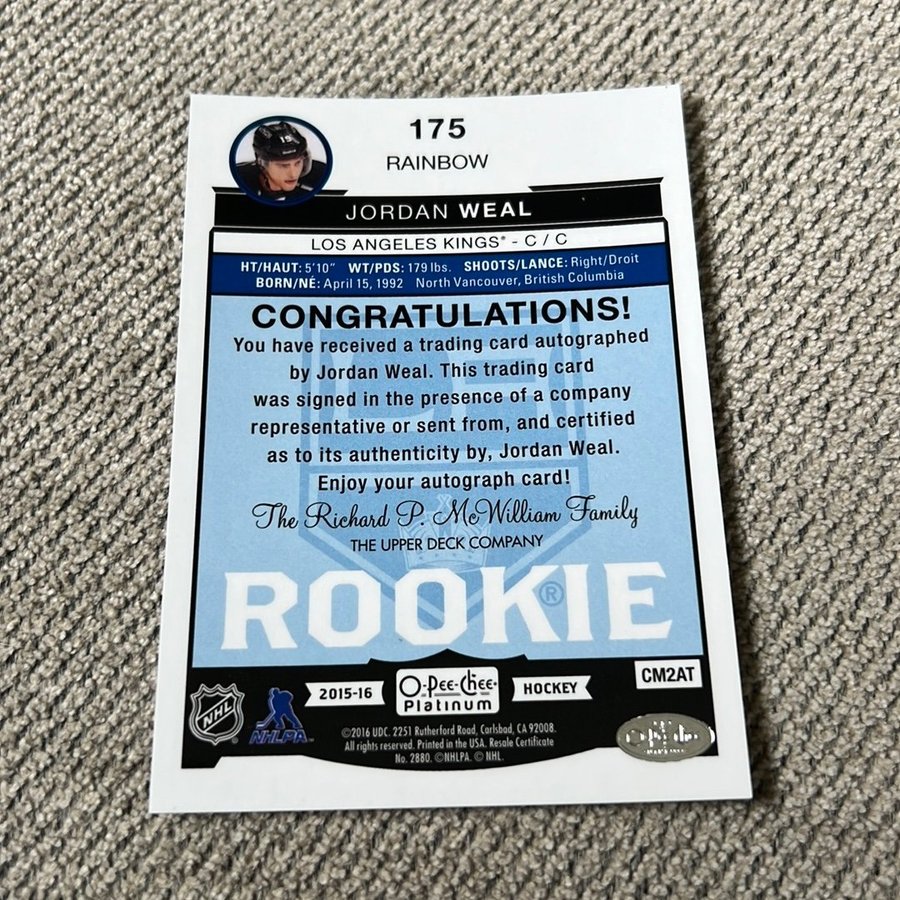 175
RAINBOW
15
JORDAN WEAL
LOS ANGELES KINGS® - C / C
HT/HAUT: 5'10" WT/PDS: 179 lbs. SHOOTS/LANCE: Right/Droit
BORN/NÉ: April 15, 1992 North Vancouver, British Columbia
CONGRATULATIONS!
You have received a trading card autographed
by Jordan Weal. This trading card
was signed in the presence of a company
representative or sent from, and certified
as to its authenticity by, Jordan Weal.
Enjoy your autograph card!
The Richard P. McWilliam Family
THE UPPER DECK COMPANY
ROOKIE
®
CM2AT
NHL
NHLPA
2015-16
O-Pee-Chee®
Platinum
HOCKEY
©2016 UDC. 2251 Rutherford Road, Carlsbad, CA 92008.
All rights reserved. Printed in the USA. Resale Certificate
No. 2880. ©NHLPA. © NHL.